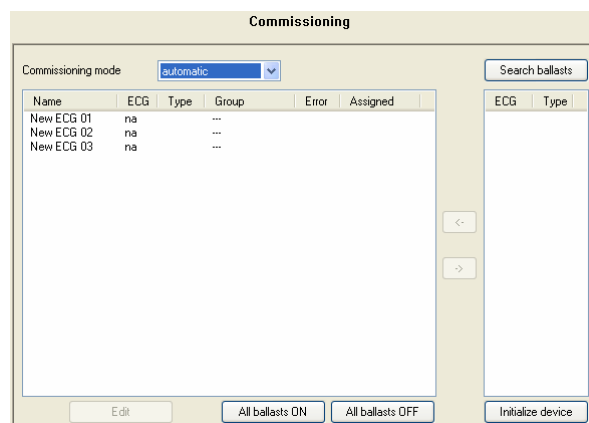 Commissioning
Commissioning mode automatic Search ballasts
Name ECG Type Group Error Assigned ECG Type
New ECG 01 na ---
New ECG 02 na ---
New ECG 03 na ---
<-
->
Edit All ballasts ON All ballasts OFF Initialize device